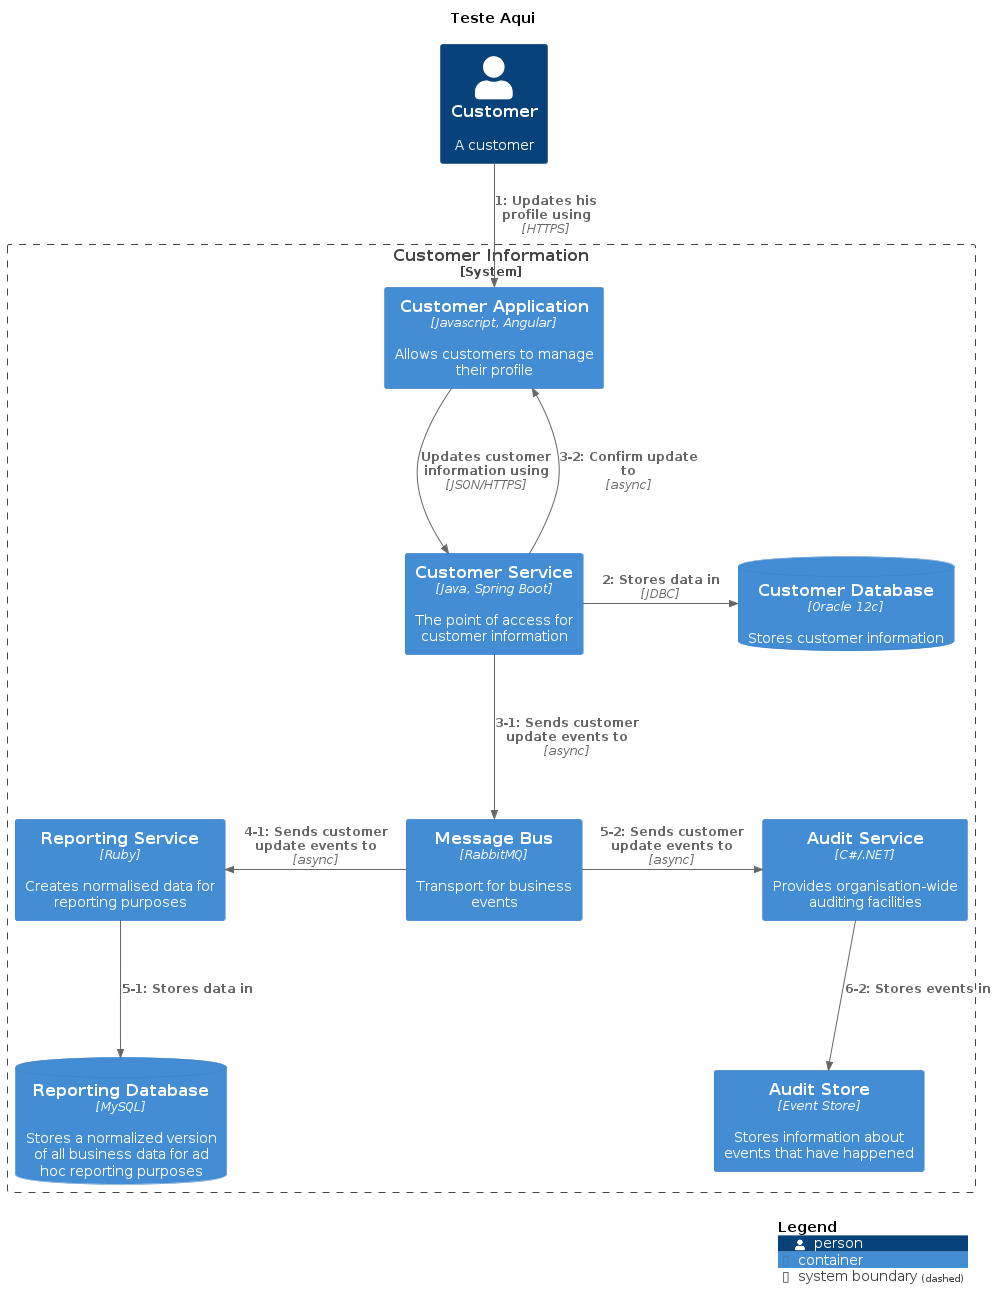 Teste Aqui
Customer
A customer
1: Updates his
profile using
[HTTPS]
Customer Information
[System]
Customer Application
[Javascript, Angular]
Allows customers to manage
their profile
Updates customer
information using
[JSON/HTTPS]
3-2: Confirm update
to
[async]
Customer Service
[Java, Spring Boot]
The point of access for
customer information
2: Stores data in
[JDBC]
Customer Database
[Oracle 12c]
Stores customer information
3-1: Sends customer
update events to
[async]
Reporting Service
[Ruby]
Creates normalised data for
reporting purposes
4-1: Sends customer
update events to
[async]
Message Bus
[RabbitMQ]
Transport for business
events
5-2: Sends customer
update events to
[async]
Audit Service
[C#/.NET]
Provides organisation-wide
auditing facilities
5-1: Stores data in
6-2: Stores events in
Reporting Database
[MySQL]
Stores a normalized version
of all business data for ad
hoc reporting purposes
Audit Store
[Event Store]
Stores information about
events that have happened
Legend
person
container
system boundary (dashed)